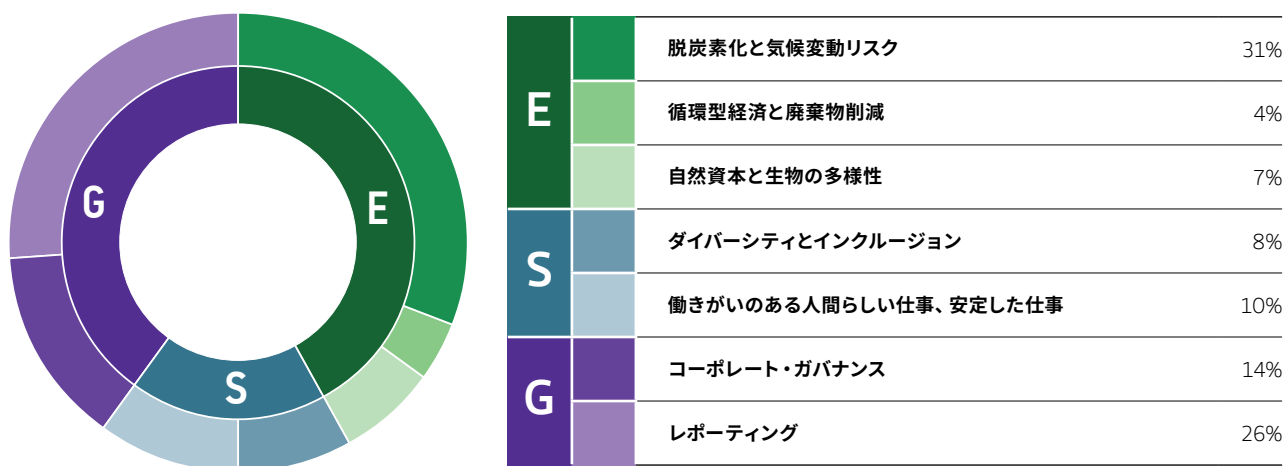 G
E
S
E
脱炭素化と気候変動リスク 31%
循環型経済と廃棄物削減 4%
自然資本と生物の多様性 7%
S
ダイバーシティとインクルージョン 8%
働きがいのある人間らしい仕事、安定した仕事 10%
G
コーポレート・ガバナンス 14%
レポーティング 26%